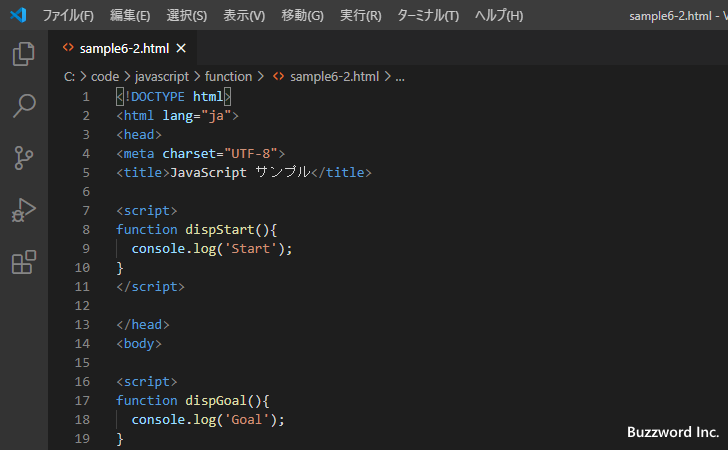 ファイル(F) 編集(E) 選択(S) 表示(V) 移動(G) 実行(R) ターミナル(T) ヘルプ(H) sample6-2.html - V
<> sample6-2.html ×
C: > code > javascript > function > <> sample6-2.html > ...
1 <!DOCTYPE html>
2 <html lang="ja">
3 <head>
4 <meta charset="UTF-8">
5 <title>JavaScript サンプル</title>
6
7 <script>
8 function dispStart(){
9 console.log('Start');
10 }
11 </script>
12
13 </head>
14 <body>
15
16 <script>
17 function dispGoal(){
18 console.log('Goal');
19 }
Buzzword Inc.